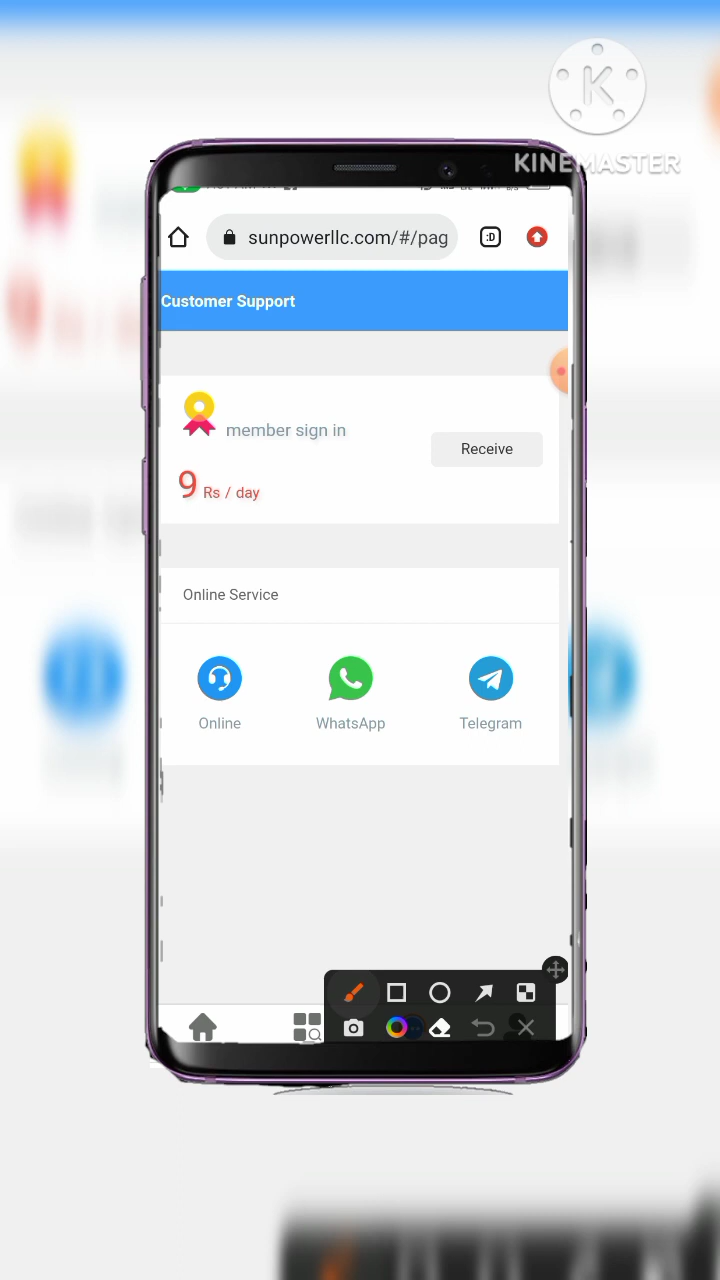 KINEMASTER
sunpowerllc.com/#/pag
:D
Customer Support
member sign in
Receive
9 Rs / day
Online Service
Online
WhatsApp
Telegram